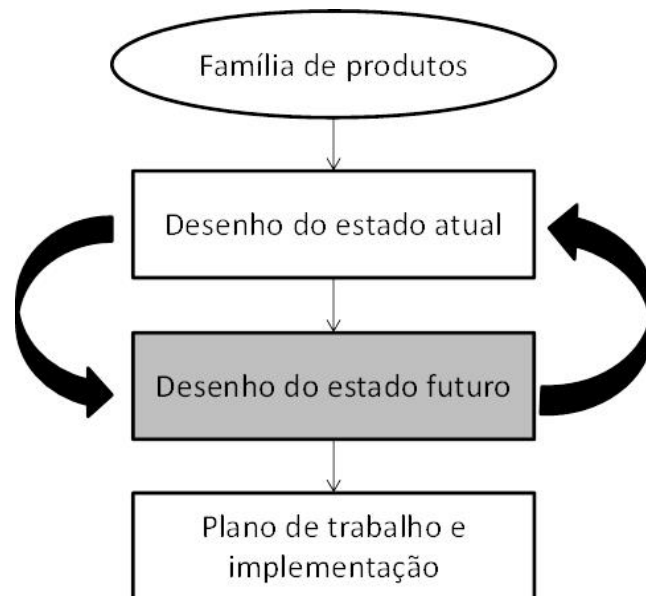 Família de produtos
Desenho do estado atual
Desenho do estado futuro
Plano de trabalho e
implementação